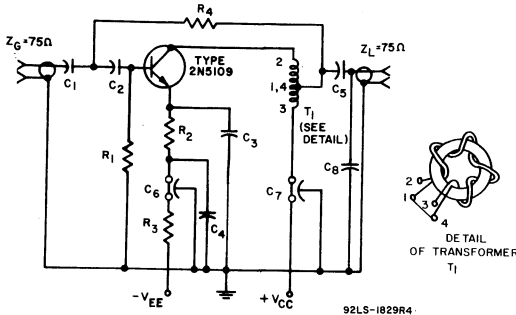 R4
ZG=75Ω
ZL=75Ω
TYPE
2N5109
C1
C2
2
1,4
3
C5
T1
(SEE
DETAIL)
R1
R2
C3
C8
C6
C7
R3
C4
2
1
3
4
DETAIL
OF TRANSFORMER
T1
-VEE
+VCC
92LS-1829R4